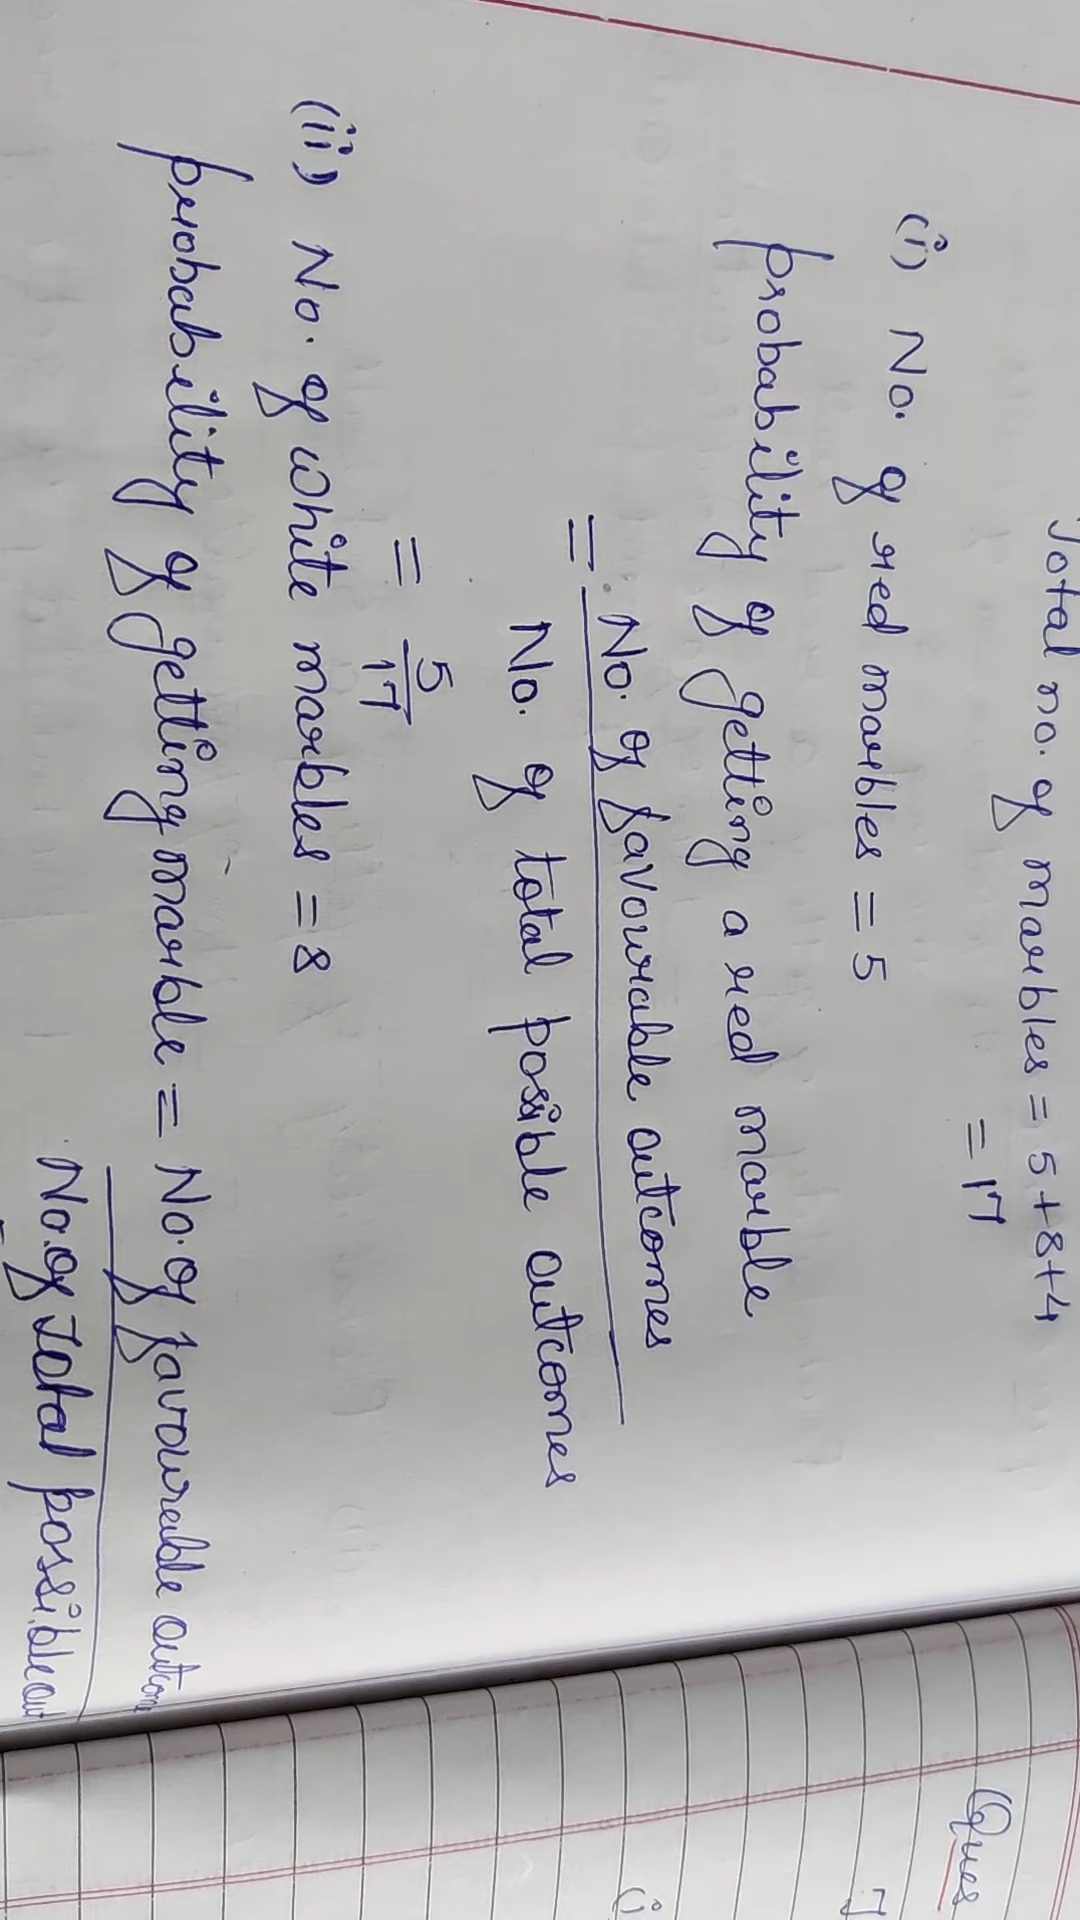 Total no. of marbles = 5+8+4
= 17
(i) No. of red marbles = 5
probability of getting a red marble
= No. of favourable outcomes
No. of total possible outcomes
= 5/17
(ii) No. of white marbles = 8
probability of getting marble = No. of favourable outcom
No. of Total possible out
Ques